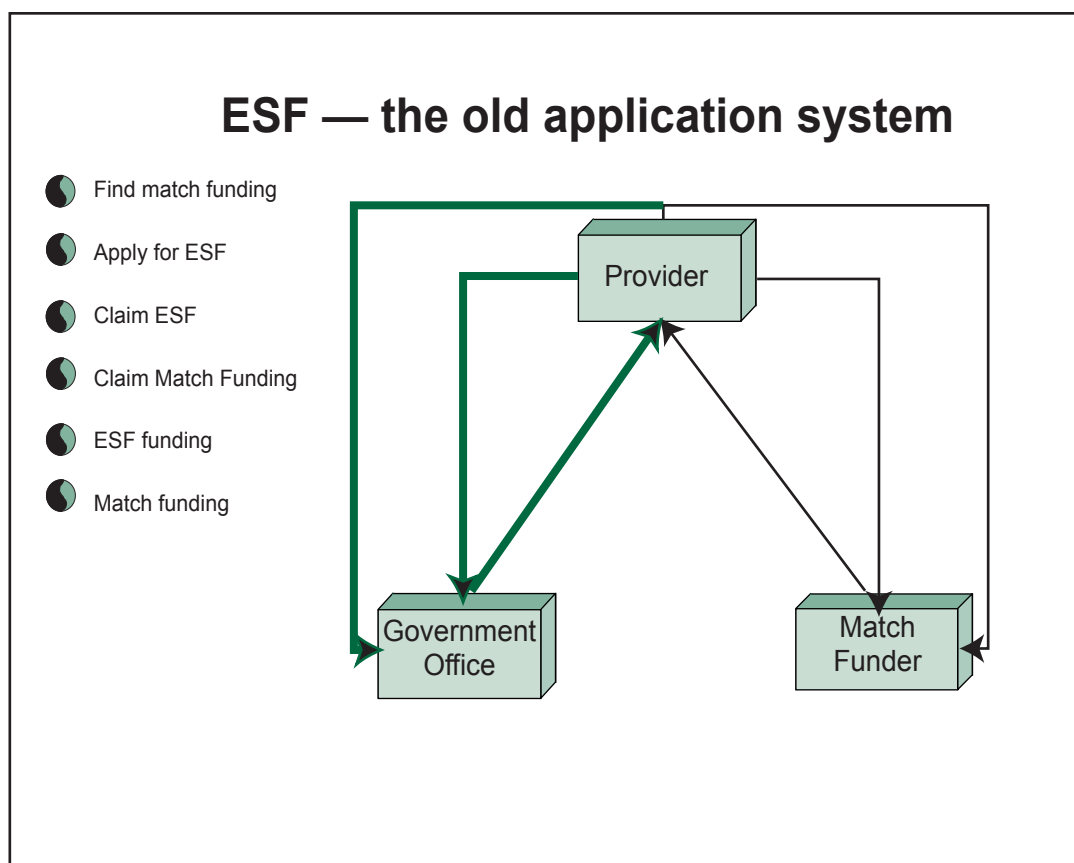 ESF — the old application system
Find match funding
Apply for ESF
Claim ESF
Claim Match Funding
ESF funding
Match funding
Provider
Government
Office
Match
Funder